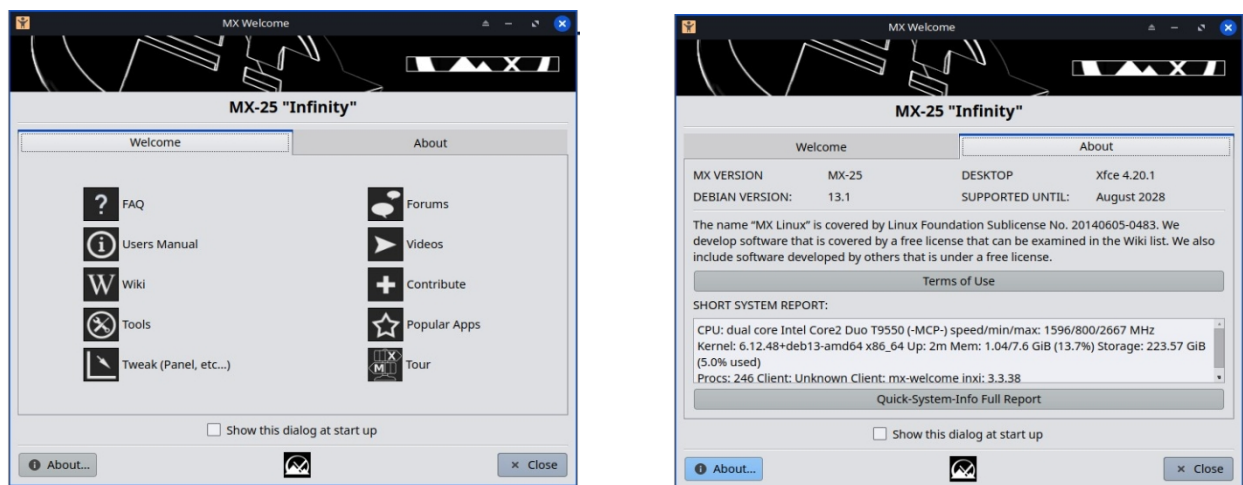 MX Welcome
MX-25 "Infinity"
Welcome
About
FAQ
Forums
Users Manual
Videos
Wiki
Contribute
Tools
Popular Apps
Tweak (Panel, etc...)
Tour
Show this dialog at start up
About...
Close
MX Welcome
MX-25 "Infinity"
Welcome
About
MX VERSION MX-25 DESKTOP Xfce 4.20.1
DEBIAN VERSION: 13.1 SUPPORTED UNTIL: August 2028
The name “MX Linux” is covered by Linux Foundation Sublicense No. 20140605-0483. We
develop software that is covered by a free license that can be examined in the Wiki list. We also
include software developed by others that is under a free license.
Terms of Use
SHORT SYSTEM REPORT:
CPU: dual core Intel Core2 Duo T9550 (-MCP-) speed/min/max: 1596/800/2667 MHz
Kernel: 6.12.48+deb13-amd64 x86_64 Up: 2m Mem: 1.04/7.6 GiB (13.7%) Storage: 223.57 GiB
(5.0% used)
Procs: 246 Client: Unknown Client: mx-welcome inxi: 3.3.38
Quick-System-Info Full Report
Show this dialog at start up
About...
Close